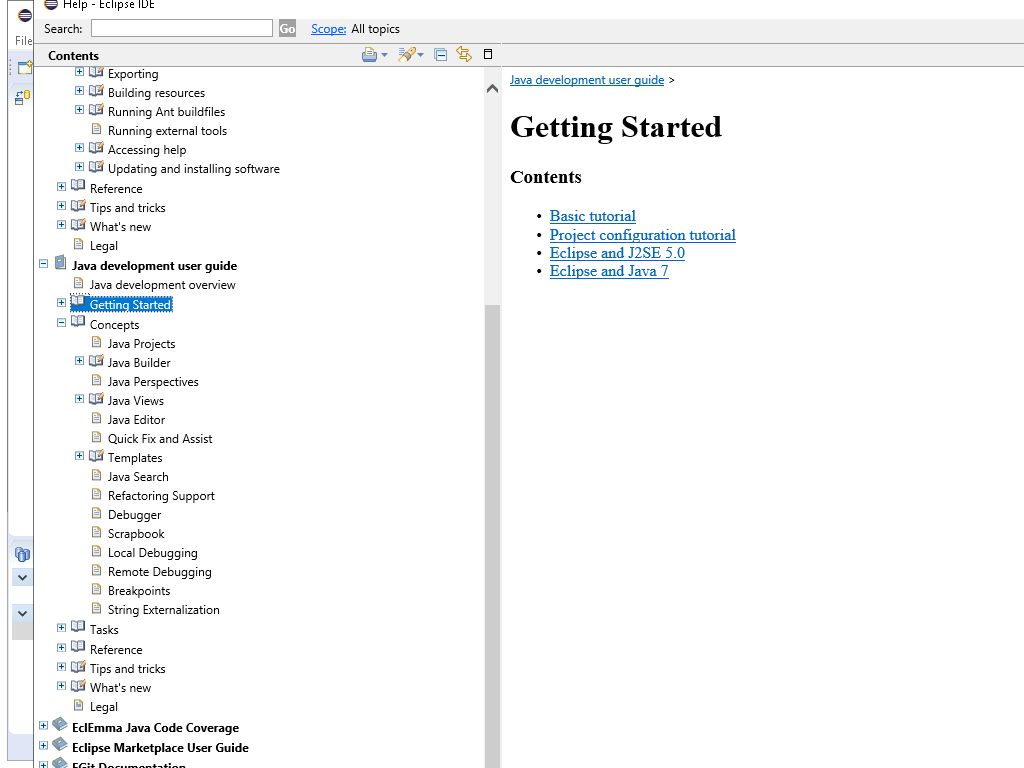 Help - Eclipse IDE
File
Search:
Go
Scope: All topics
Contents
Exporting
Building resources
Running Ant buildfiles
Running external tools
Accessing help
Updating and installing software
Reference
Tips and tricks
What's new
Legal
Java development user guide
Java development overview
Getting Started
Concepts
Java Projects
Java Builder
Java Perspectives
Java Views
Java Editor
Quick Fix and Assist
Templates
Java Search
Refactoring Support
Debugger
Scrapbook
Local Debugging
Remote Debugging
Breakpoints
String Externalization
Tasks
Reference
Tips and tricks
What's new
Legal
EclEmma Java Code Coverage
Eclipse Marketplace User Guide
EGit Documentation
Java development user guide >
Getting Started
Contents
• Basic tutorial
• Project configuration tutorial
• Eclipse and J2SE 5.0
• Eclipse and Java 7